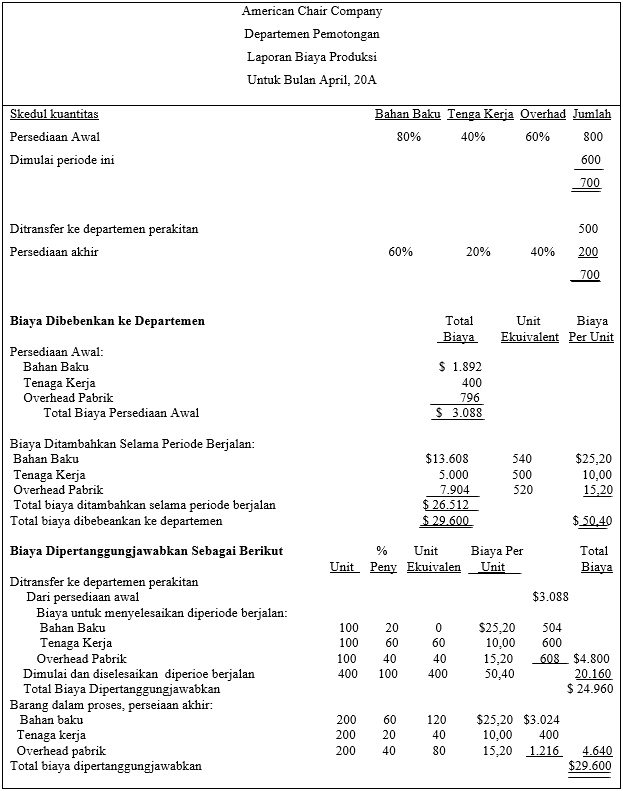 American Chair Company
Departemen Pemotongan
Laporan Biaya Produksi
Untuk Bulan April, 20A
Skedul kuantitas Bahan Baku Tenga Kerja Overhad Jumlah
Persediaan Awal 80% 40% 60% 800
Dimulai periode ini 600
700
Ditransfer ke departemen perakitan 500
Persediaan akhir 60% 20% 40% 200
700
Biaya Dibebenkan ke Departemen Total Unit Biaya
Biaya Ekuivalent Per Unit
Persediaan Awal:
Bahan Baku $ 1.892
Tenaga Kerja 400
Overhead Pabrik 796
Total Biaya Persediaan Awal $ 3.088
Biaya Ditambahkan Selama Periode Berjalan:
Bahan Baku $13.608 540 $25,20
Tenaga Kerja 5.000 500 10,00
Overhead Pabrik 7.904 520 15,20
Total biaya ditambahkan selama periode berjalan $ 26.512
Total biaya dibebeankan ke departemen $ 29.600 $ 50,40
Biaya Dipertanggungjawabkan Sebagai Berikut % Unit Biaya Per Total
Unit Peny Ekuivalen Unit Biaya
Ditransfer ke departemen perakitan
Dari persediaan awal $3.088
Biaya untuk menyelesaikan diperiode berjalan:
Bahan Baku 100 20 0 $25,20 504
Tenaga Kerja 100 60 60 10,00 600
Overhead Pabrik 100 40 40 15,20 608 $4.800
Dimulai dan diselesaikan diperioe berjalan 400 100 400 50,40 20.160
Total Biaya Dipertanggungjawabkan $ 24.960
Barang dalam proses, perseiaan akhir:
Bahan baku 200 60 120 $25,20 $3.024
Tenaga kerja 200 20 40 10,00 400
Overhead pabrik 200 40 80 15,20 1.216 4.640
Total biaya dipertanggungjawabkan $29.600